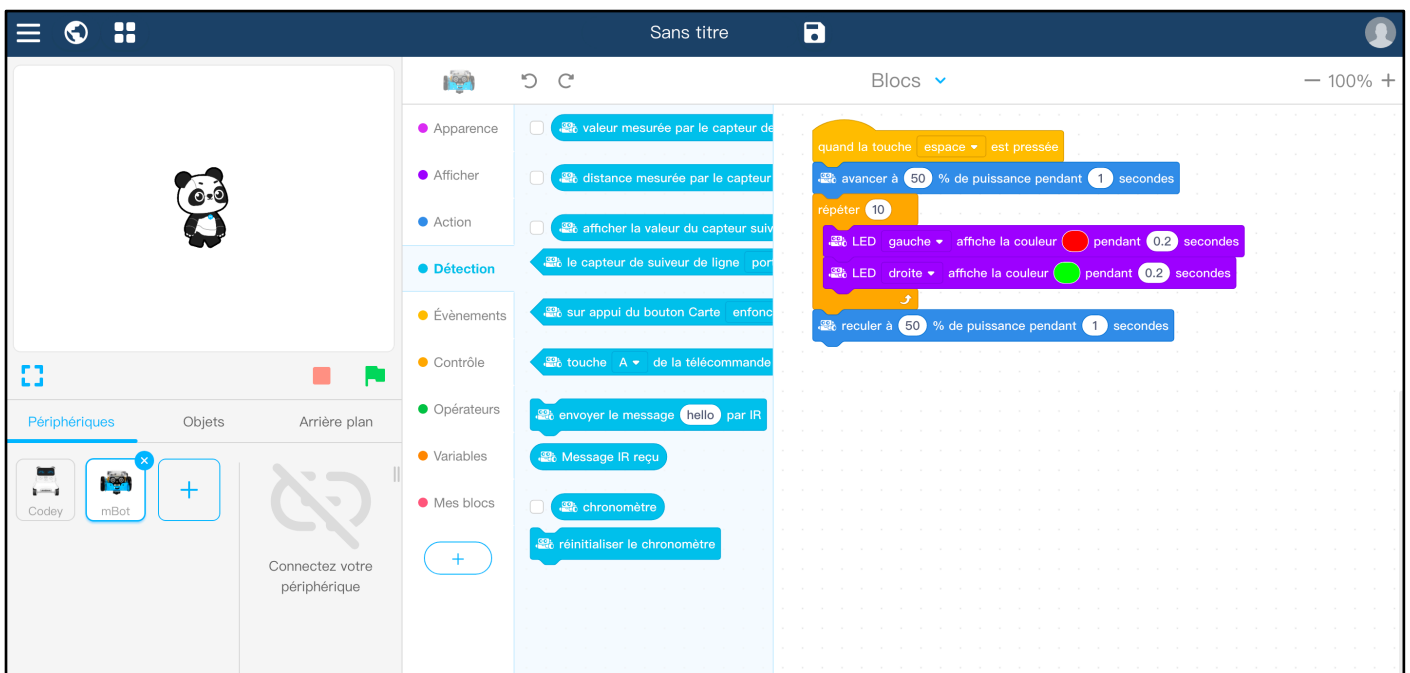 Sans titre
Blocs
— 100% +
Apparence
Afficher
Action
Détection
Évènements
Contrôle
Opérateurs
Variables
Mes blocs
+
valeur mesurée par le capteur de
distance mesurée par le capteur
afficher la valeur du capteur suiv
le capteur de suiveur de ligne por
sur appui du bouton Carte enfonc
touche A de la télécommande
envoyer le message hello par IR
Message IR reçu
chronomètre
réinitialiser le chronomètre
quand la touche espace est pressée
avancer à 50 % de puissance pendant 1 secondes
répéter 10
LED gauche affiche la couleur pendant 0.2 secondes
LED droite affiche la couleur pendant 0.2 secondes
reculer à 50 % de puissance pendant 1 secondes
Périphériques Objets Arrière plan
Codey mBot +
Connectez votre
périphérique